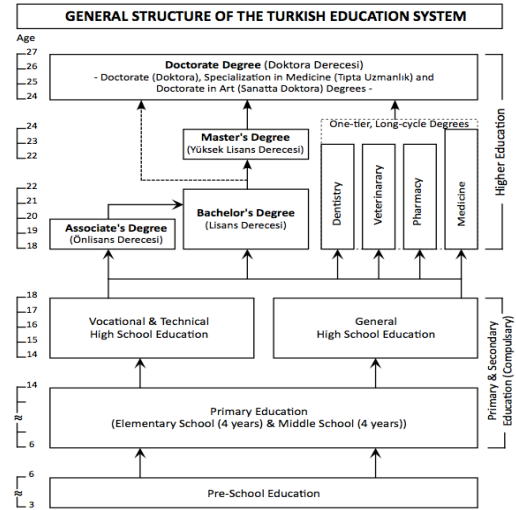 GENERAL STRUCTURE OF THE TURKISH EDUCATION SYSTEM
Age
27
26
25
24
Doctorate Degree (Doktora Derecesi)
- Doctorate (Doktora), Specialization in Medicine (Tıpta Uzmanlık) and
Doctorate in Art (Sanatta Doktora) Degrees -
24
23
22
Master's Degree
(Yüksek Lisans Derecesi)
One-tier, Long-cycle Degrees
Dentistry
Veterinarary
Pharmacy
Medicine
Higher Education
22
21
20
19
18
Associate's Degree
(Önlisans Derecesi)
Bachelor's Degree
(Lisans Derecesi)
18
17
16
15
14
Vocational & Technical
High School Education
General
High School Education
Primary & Secondary
Education (Compulsary)
14
≈
6
Primary Education
(Elementary School (4 years) & Middle School (4 years))
6
≈
3
Pre-School Education